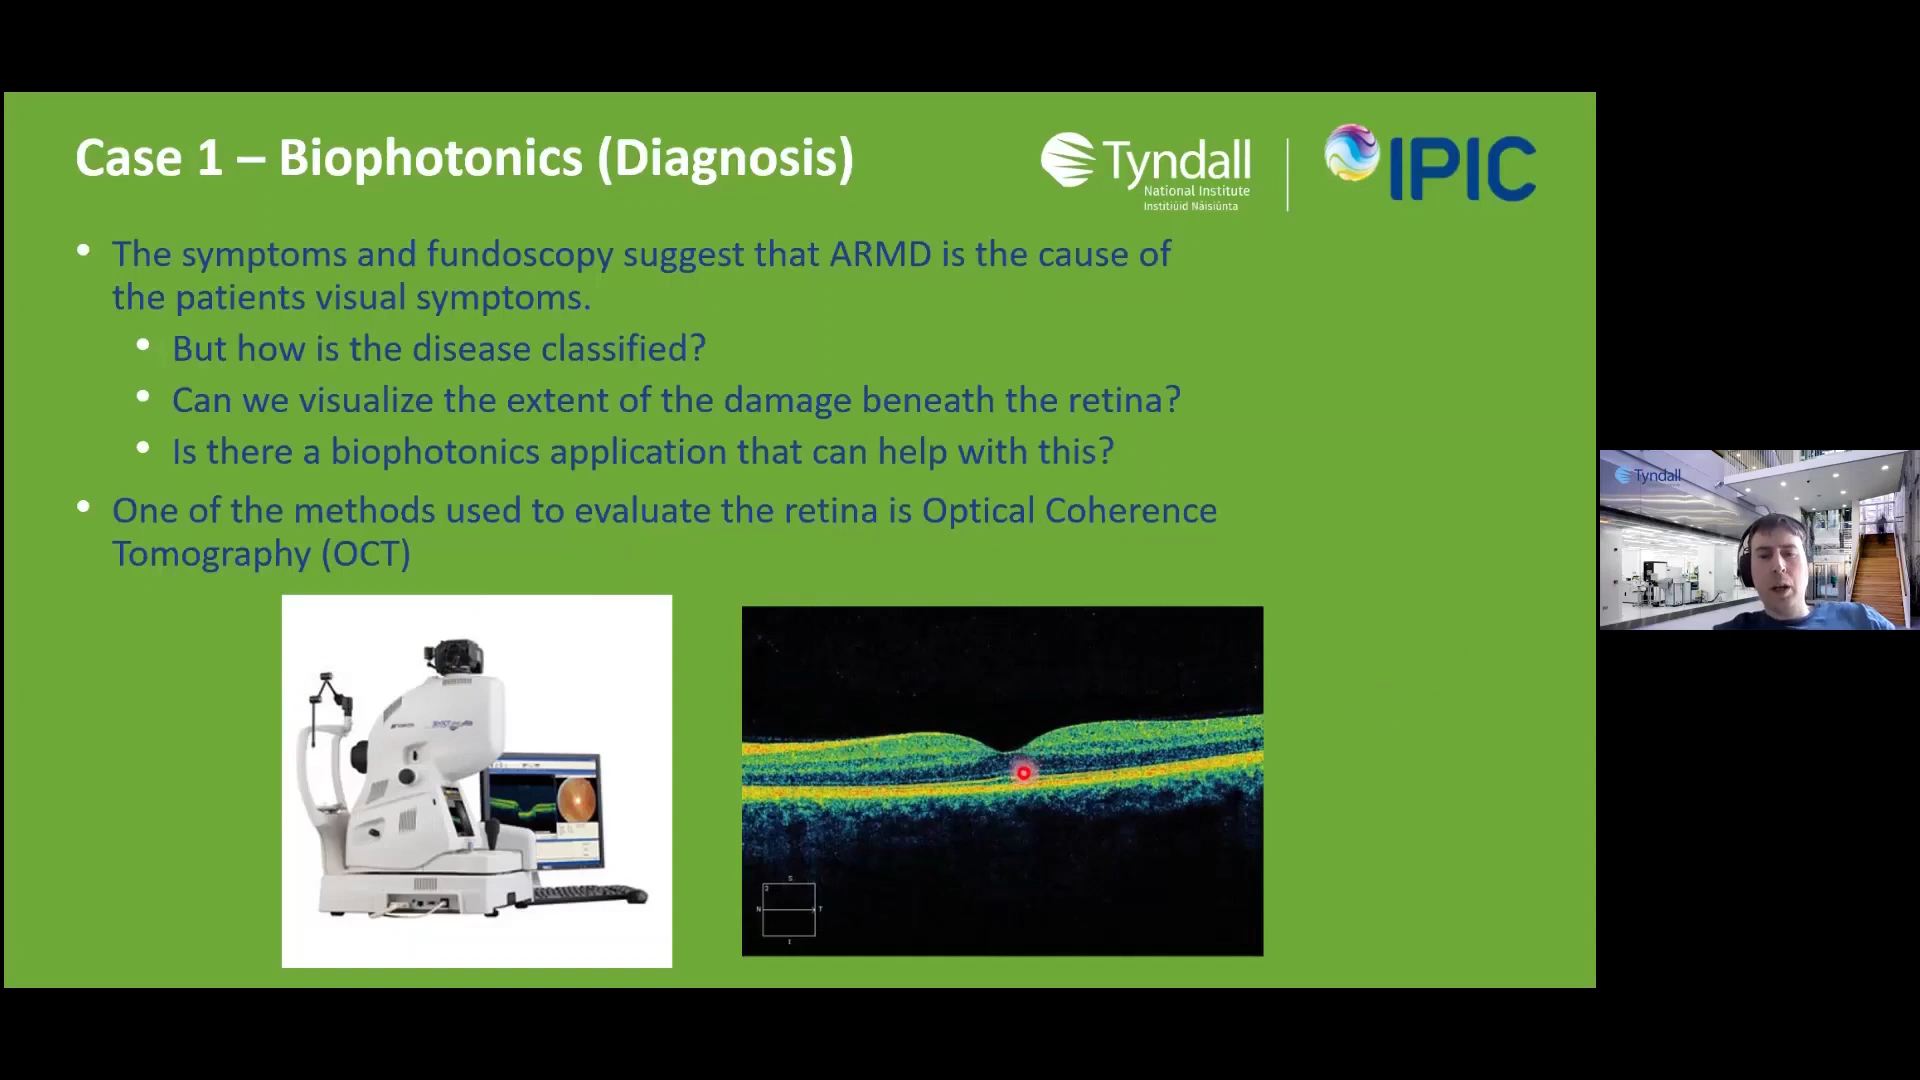 Case 1 – Biophotonics (Diagnosis)
Tyndall
National Institute
Institiúid Náisiúnta
IPIC
• The symptoms and fundoscopy suggest that ARMD is the cause of
the patients visual symptoms.
• But how is the disease classified?
• Can we visualize the extent of the damage beneath the retina?
• Is there a biophotonics application that can help with this?
• One of the methods used to evaluate the retina is Optical Coherence
Tomography (OCT)
S
N T
I
Tyndall